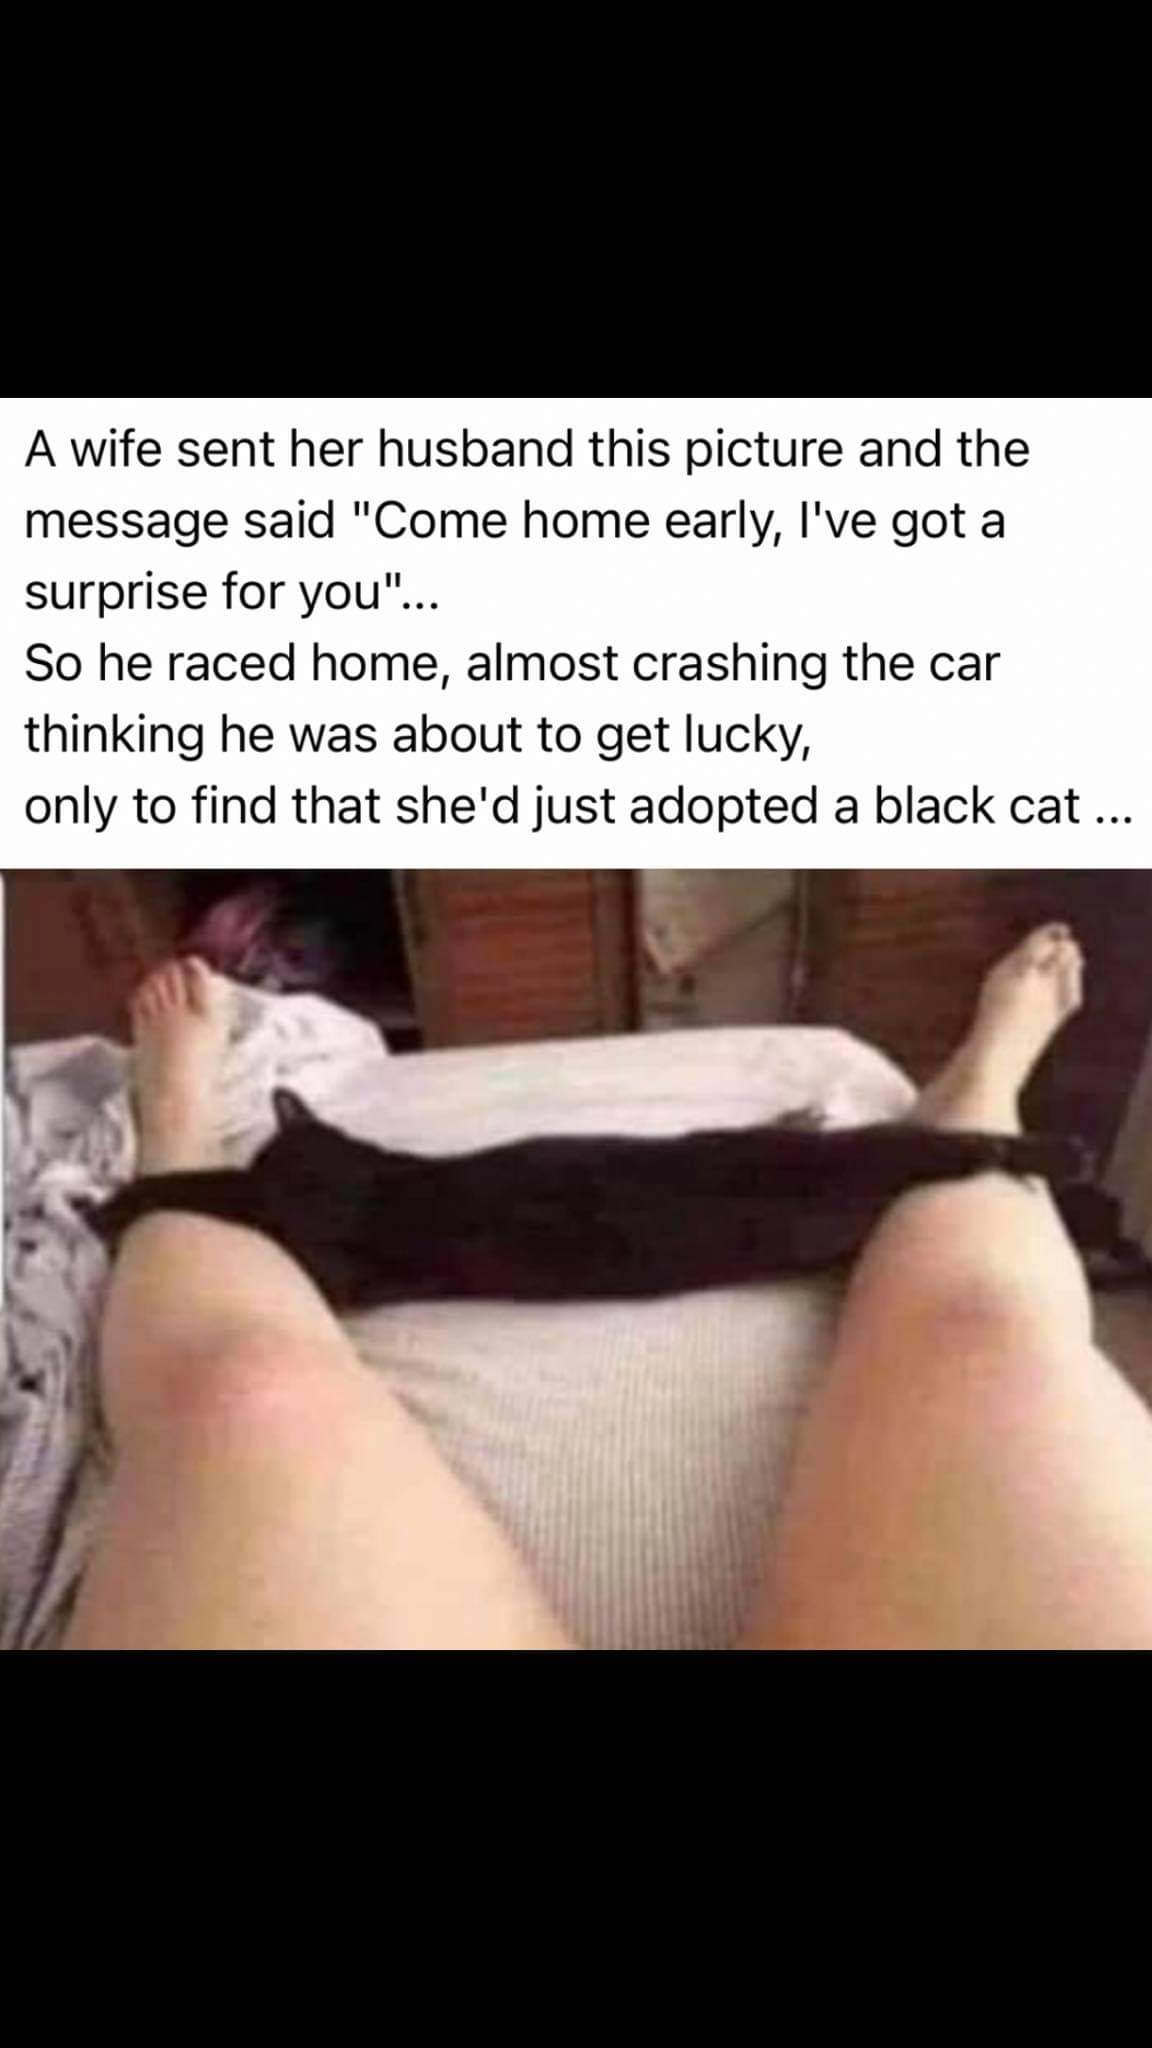 A wife sent her husband this picture and the
message said "Come home early, I've got a
surprise for you"...
So he raced home, almost crashing the car
thinking he was about to get lucky,
only to find that she'd just adopted a black cat ...